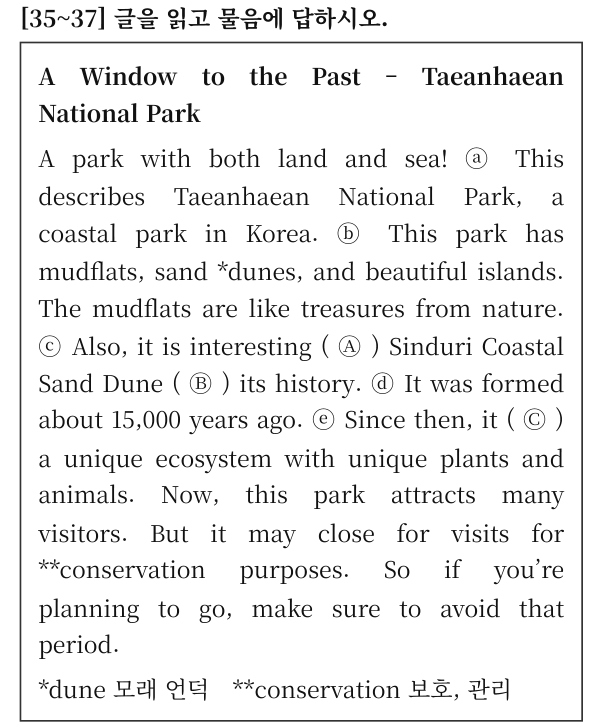 [35~37] 글을 읽고 물음에 답하시오.
A Window to the Past – Taeanhaean
National Park
A park with both land and sea! ⓐ This
describes Taeanhaean National Park, a
coastal park in Korea. ⓑ This park has
mudflats, sand *dunes, and beautiful islands.
The mudflats are like treasures from nature.
ⓒ Also, it is interesting ( Ⓐ ) Sinduri Coastal
Sand Dune ( Ⓑ ) its history. ⓓ It was formed
about 15,000 years ago. ⓔ Since then, it ( Ⓒ )
a unique ecosystem with unique plants and
animals. Now, this park attracts many
visitors. But it may close for visits for
**conservation purposes. So if you’re
planning to go, make sure to avoid that
period.
*dune 모래 언덕 **conservation 보호, 관리